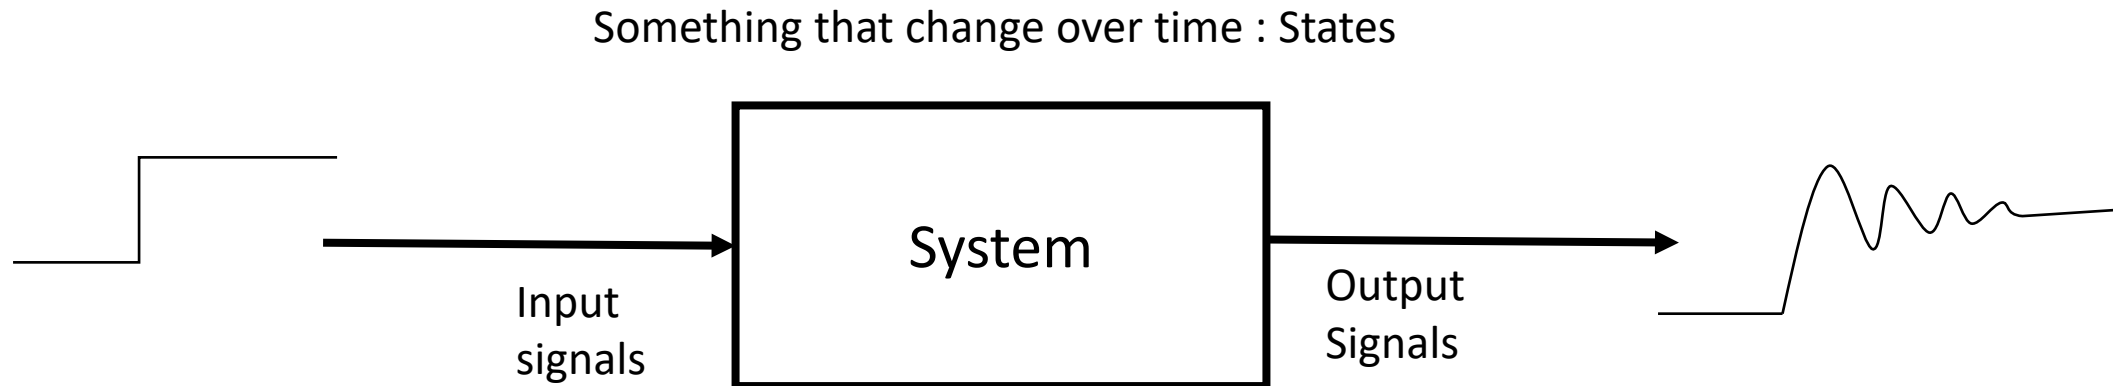 Something that change over time : States
System
Input
signals
Output
Signals